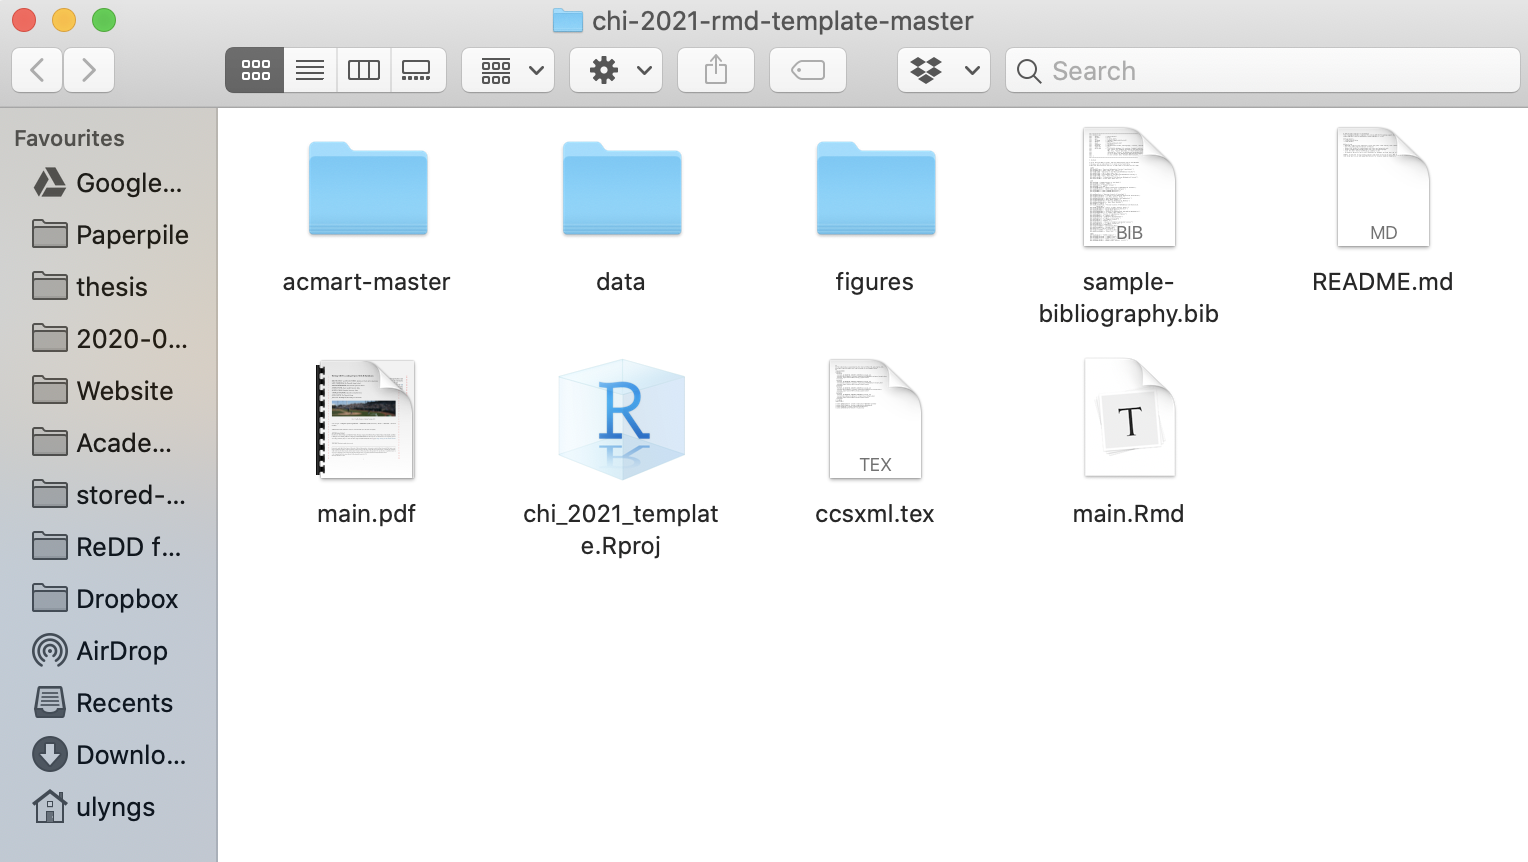 chi-2021-rmd-template-master
Search
Favourites
Google...
Paperpile
thesis
2020-0...
Website
Acade...
stored-...
ReDD f...
Dropbox
AirDrop
Recents
Downlo...
ulyngs
acmart-master
data
figures
BIB
sample-
bibliography.bib
MD
README.md
main.pdf
R
chi_2021_templat
e.Rproj
TEX
ccsxml.tex
T
main.Rmd